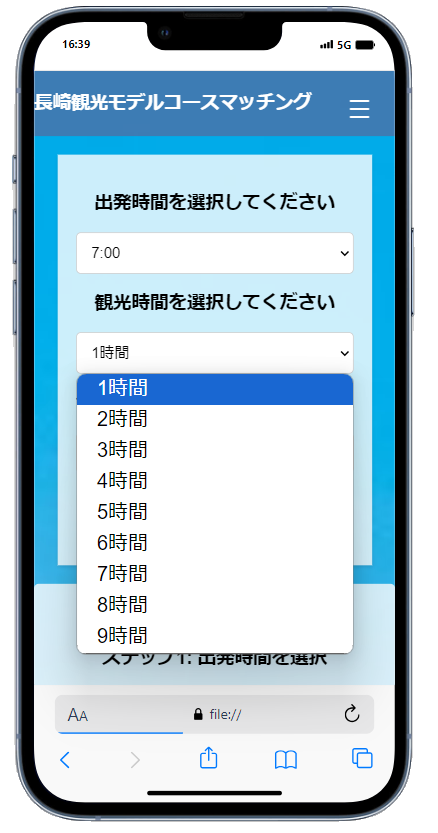 16:39
5G
長崎観光モデルコースマッチング
出発時間を選択してください
7:00
観光時間を選択してください
1時間
1時間
2時間
3時間
4時間
5時間
6時間
7時間
8時間
9時間
ステップ1: 出発時間を選択
AA
file://